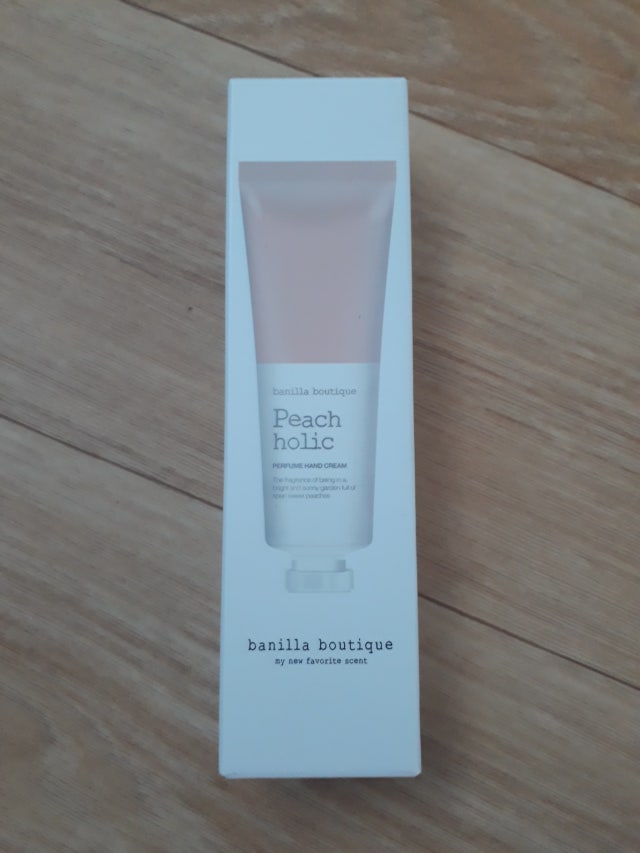 banilla boutique
Peach
holic
PERFUME HAND CREAM
The fragrance of being in a
bright and sunny garden full of
sweet peaches
banilla boutique
my new favorite scent